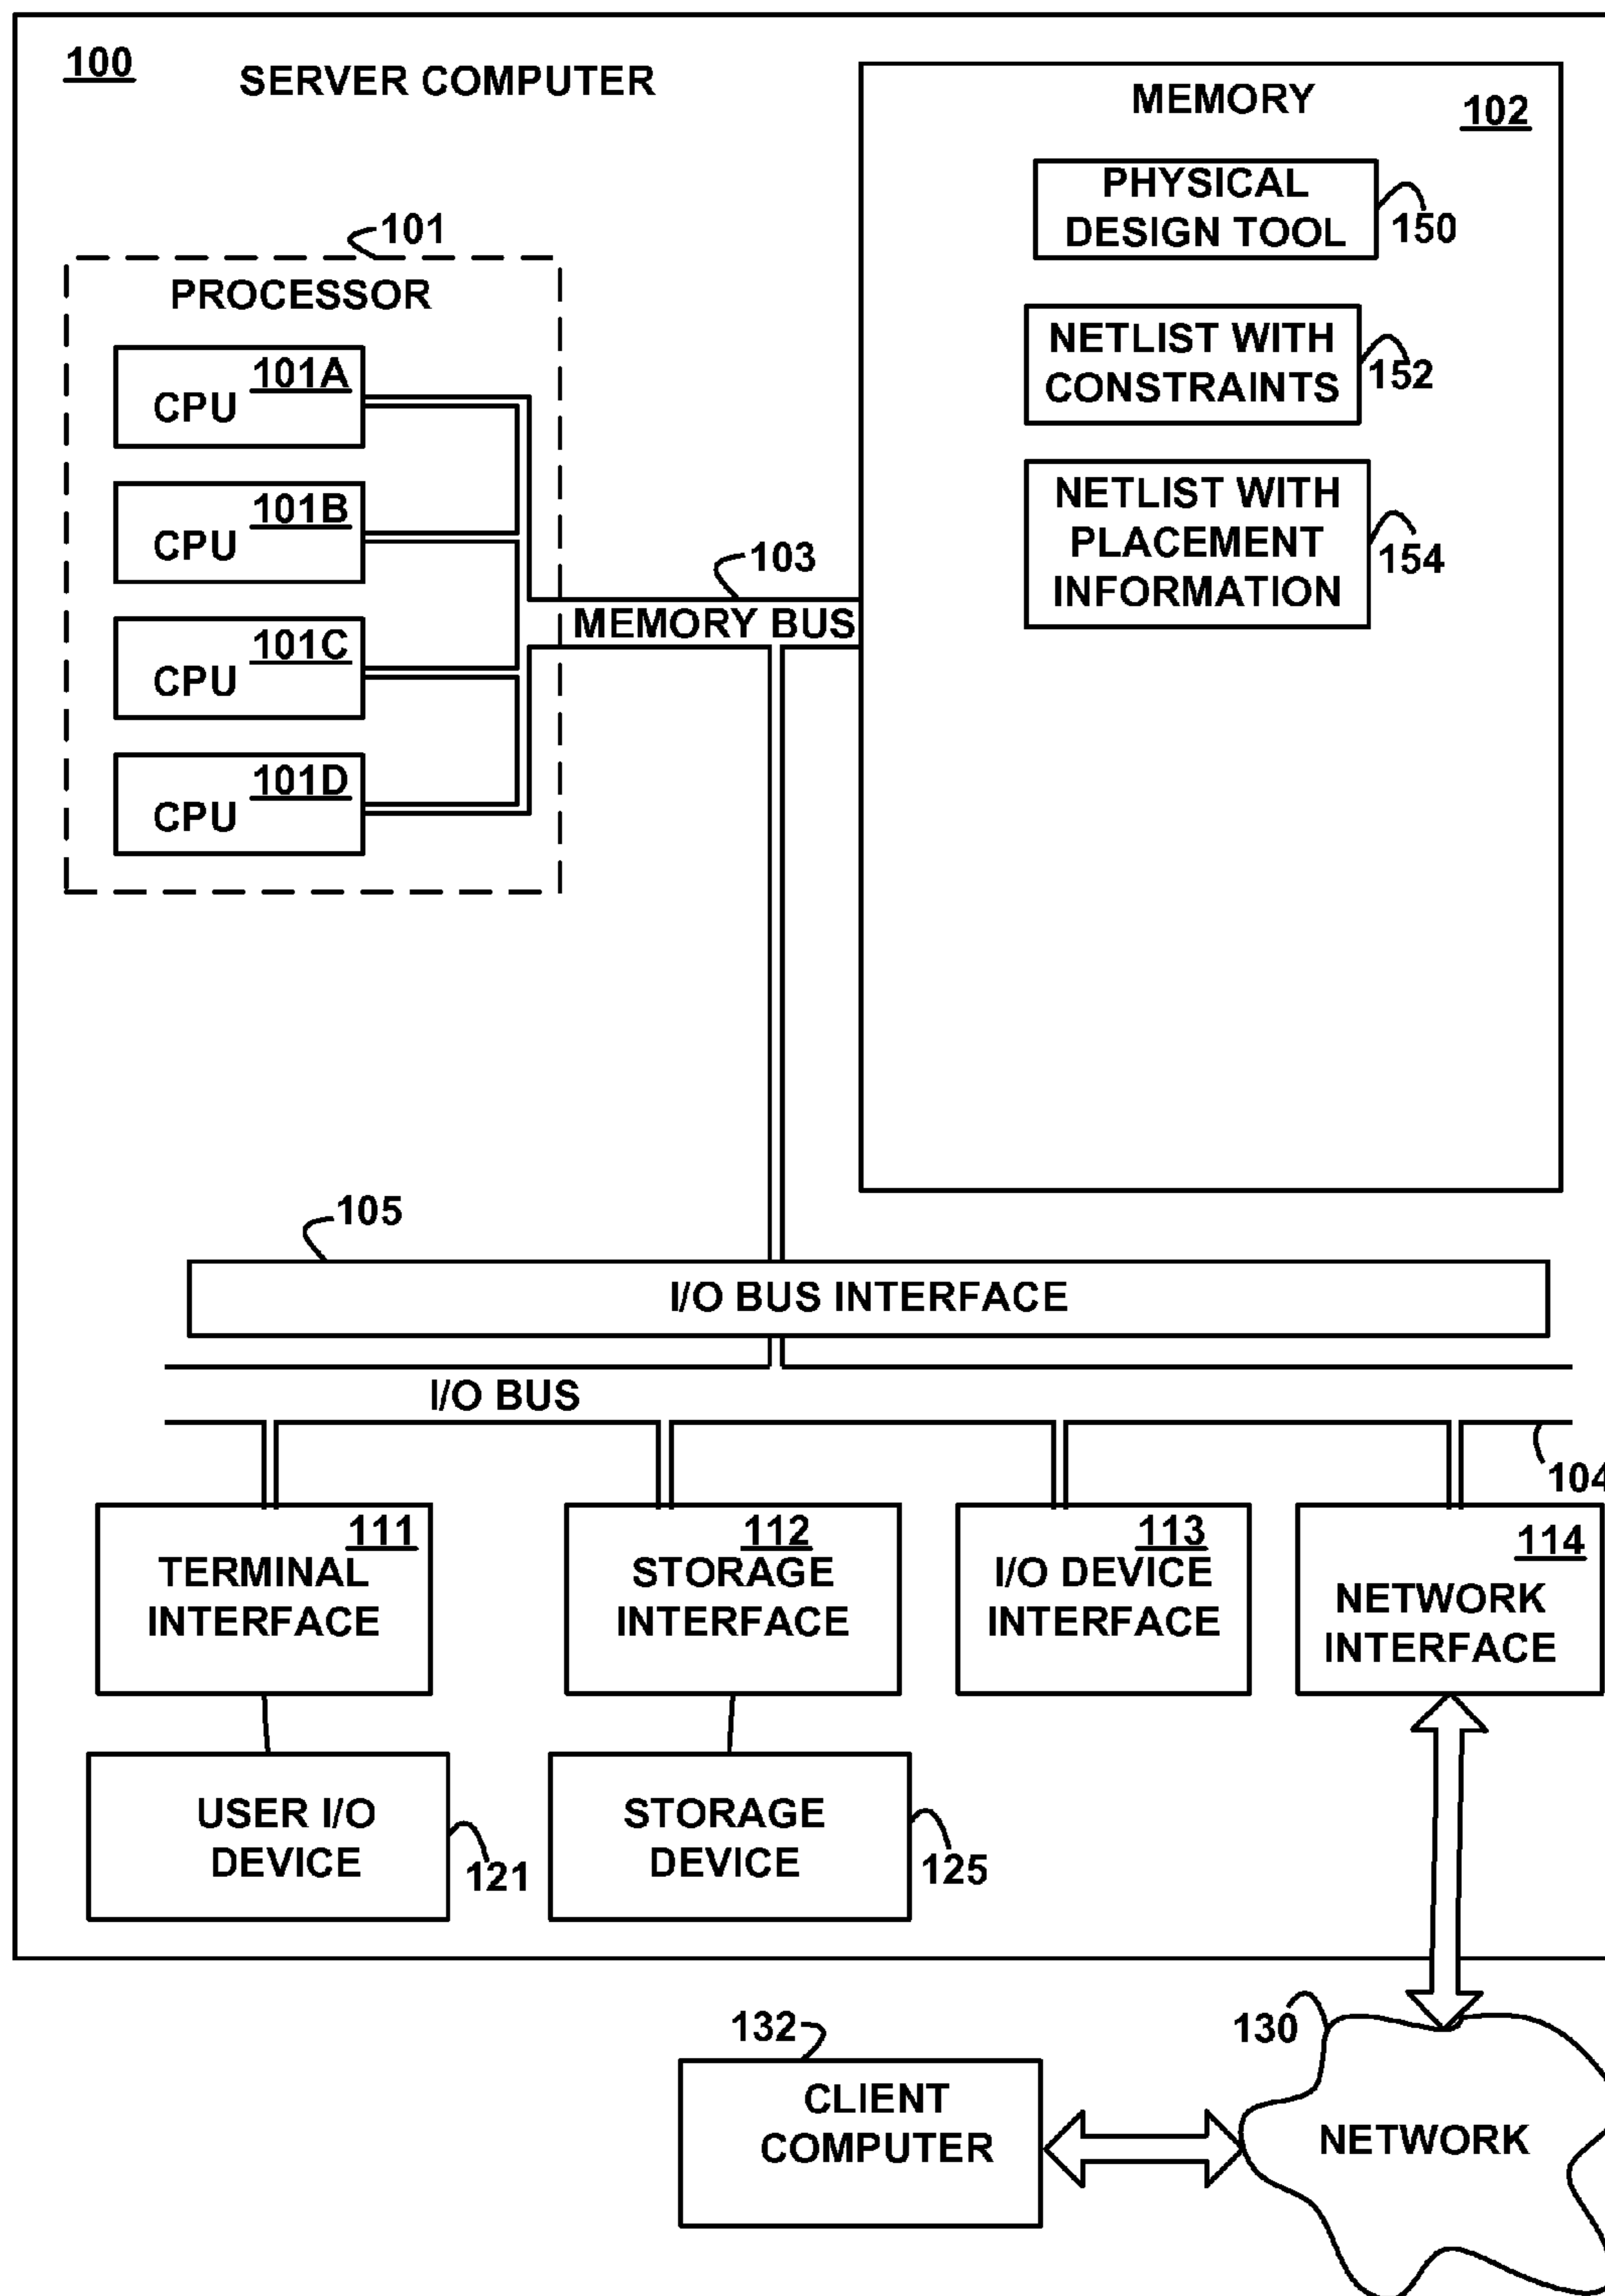 100
SERVER COMPUTER
MEMORY
102
PHYSICAL
DESIGN TOOL
150
101
PROCESSOR
NETLIST WITH
CONSTRAINTS
152
101A
CPU
101B
CPU
NETLIST WITH
PLACEMENT
INFORMATION
154
103
MEMORY BUS
101C
CPU
101D
CPU
105
I/O BUS INTERFACE
I/O BUS
104
111
TERMINAL
INTERFACE
112
STORAGE
INTERFACE
113
I/O DEVICE
INTERFACE
114
NETWORK
INTERFACE
USER I/O
DEVICE
121
STORAGE
DEVICE
125
132
CLIENT
COMPUTER
130
NETWORK